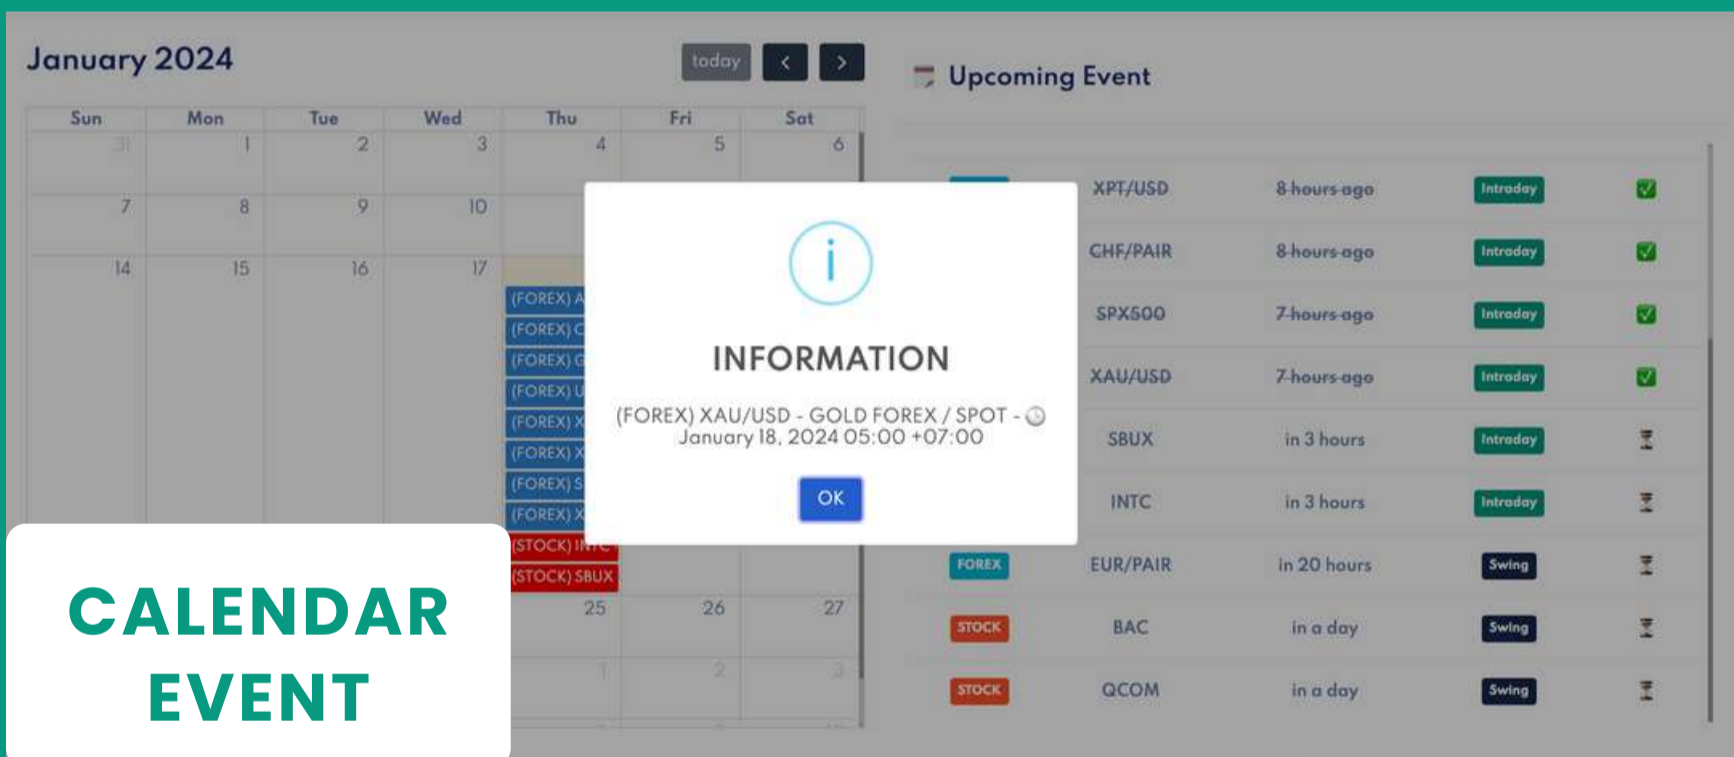 January 2024
today
Upcoming Event
Sun Mon Tue Wed Thu Fri Sat
31 1 2 3 4 5 6
7 8 9 10
14 15 16 17
(FOREX) A
(FOREX) C
(FOREX) G
(FOREX) U
(FOREX) X
(FOREX) X
(FOREX) S
(FOREX) X
(STOCK) INTC
(STOCK) SBUX
25 26 27
1 2 3
INFORMATION
(FOREX) XAU/USD - GOLD FOREX / SPOT -
January 18, 2024 05:00 +07:00
OK
XPT/USD 8 hours ago Intraday
CHF/PAIR 8 hours ago Intraday
SPX500 7 hours ago Intraday
XAU/USD 7 hours ago Intraday
SBUX in 3 hours Intraday
INTC in 3 hours Intraday
FOREX EUR/PAIR in 20 hours Swing
STOCK BAC in a day Swing
STOCK QCOM in a day Swing
CALENDAR
EVENT